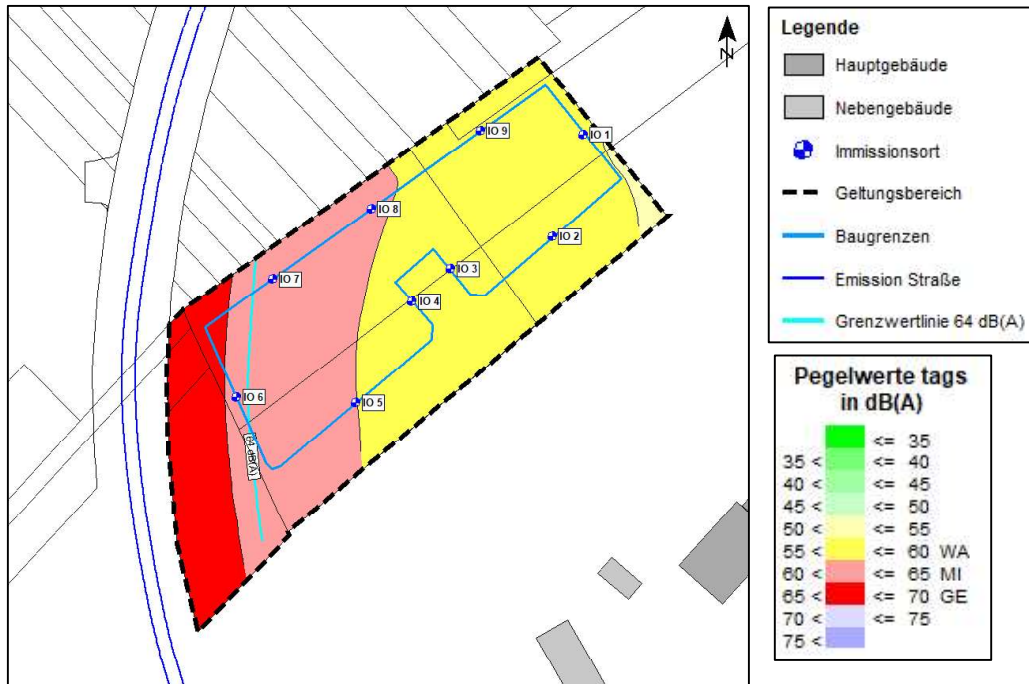 N
IO 9
IO 1
IO 8
IO 2
IO 3
IO 7
IO 4
IO 6
IO 5
64 dB(A)
Legende
Hauptgebäude
Nebengebäude
Immissionsort
Geltungsbereich
Baugrenzen
Emission Straße
Grenzwertlinie 64 dB(A)
Pegelwerte tags
in dB(A)
<= 35
35 < <= 40
40 < <= 45
45 < <= 50
50 < <= 55
55 < <= 60 WA
60 < <= 65 MI
65 < <= 70 GE
70 < <= 75
75 <